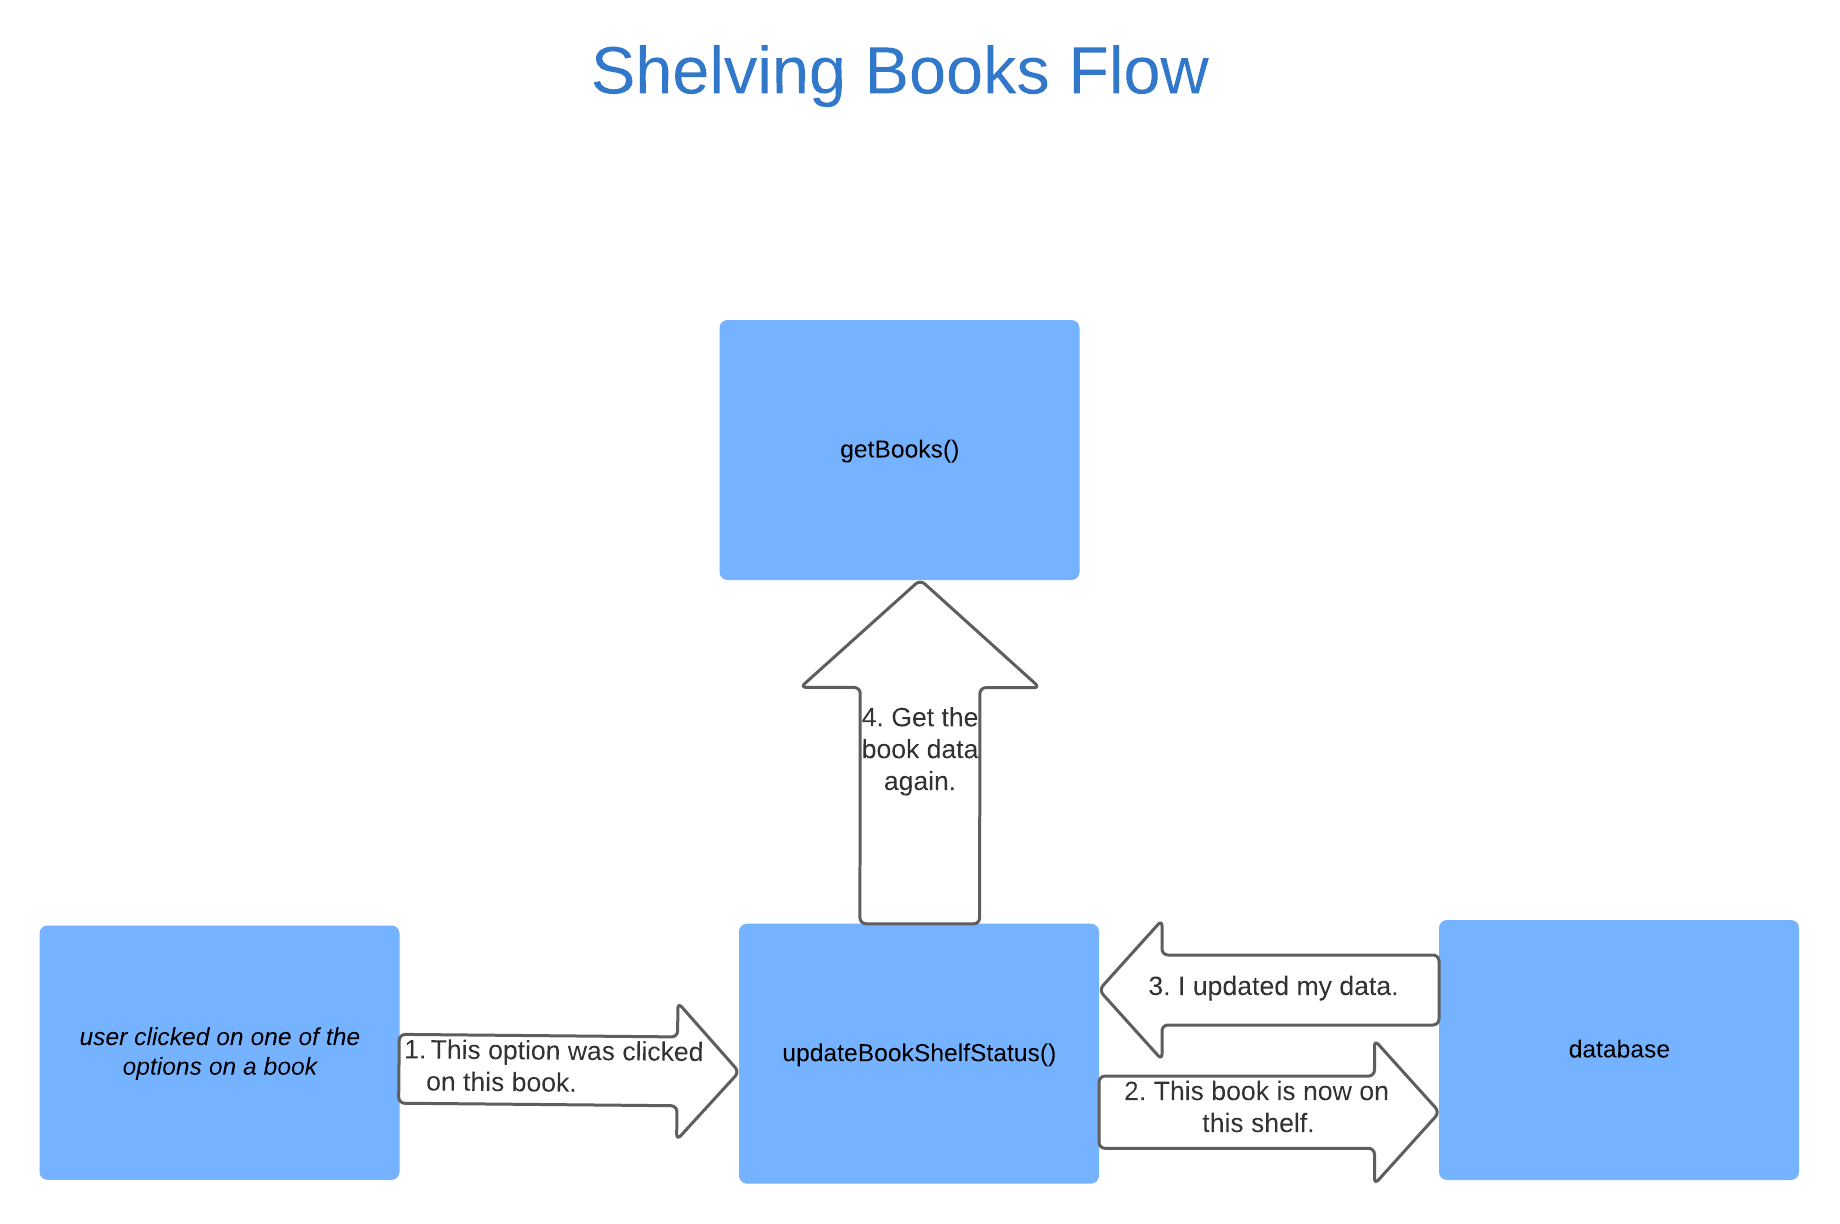 Shelving Books Flow
getBooks()
4. Get the
book data
again.
user clicked on one of the
options on a book
1. This option was clicked
on this book.
updateBookShelfStatus()
3. I updated my data.
2. This book is now on
this shelf.
database